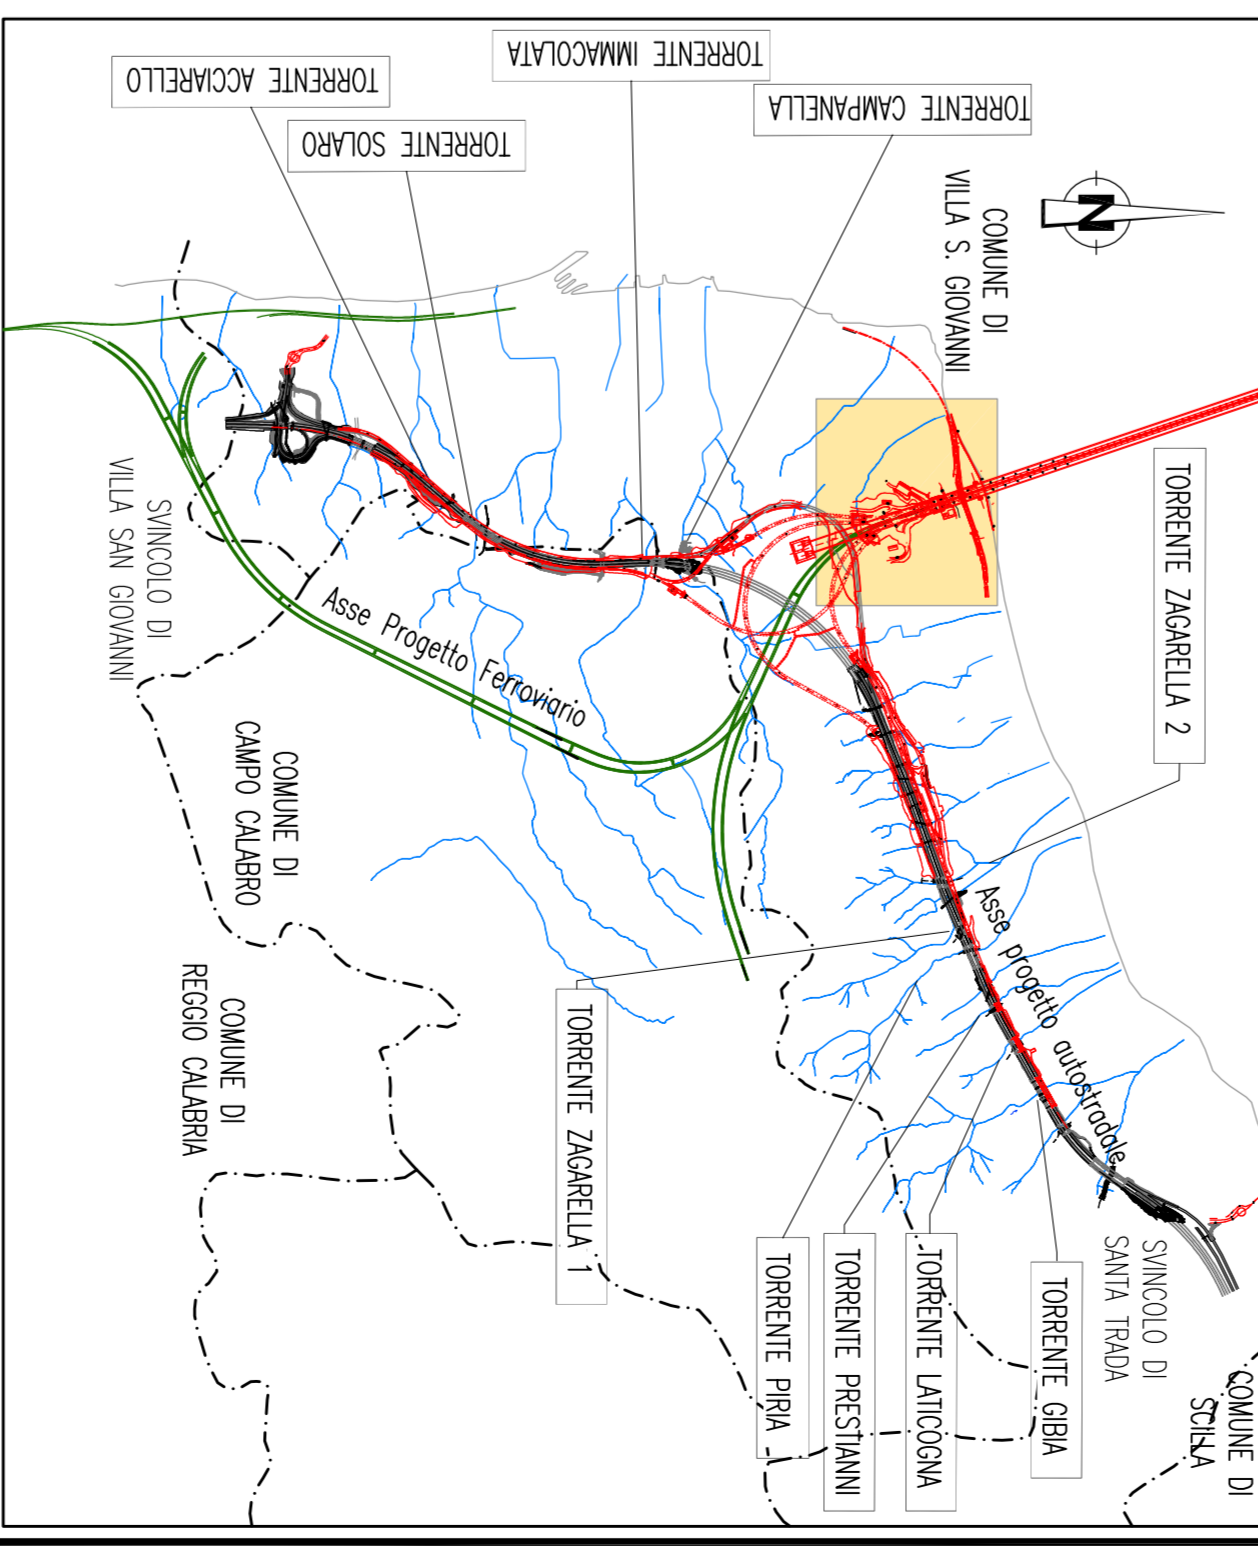 TORRENTE ACCIARELLO
TORRENTE SOLARO
TORRENTE IMMACOLATA
TORRENTE CAMPANELLA
COMUNE DI
VILLA S. GIOVANNI
N
TORRENTE ZAGARELLA 2
SVINCOLO DI
VILLA SAN GIOVANNI
Asse Progetto Ferroviario
COMUNE DI
CAMPO CALABRO
COMUNE DI
REGGIO CALABRIA
Asse progetto autostradale
TORRENTE ZAGARELLA 1
TORRENTE PIRIA
TORRENTE PRESTIANNI
TORRENTE LATICOGNA
TORRENTE GIBIA
SVINCOLO DI
SANTA TRADA
COMUNE DI
SCILLA